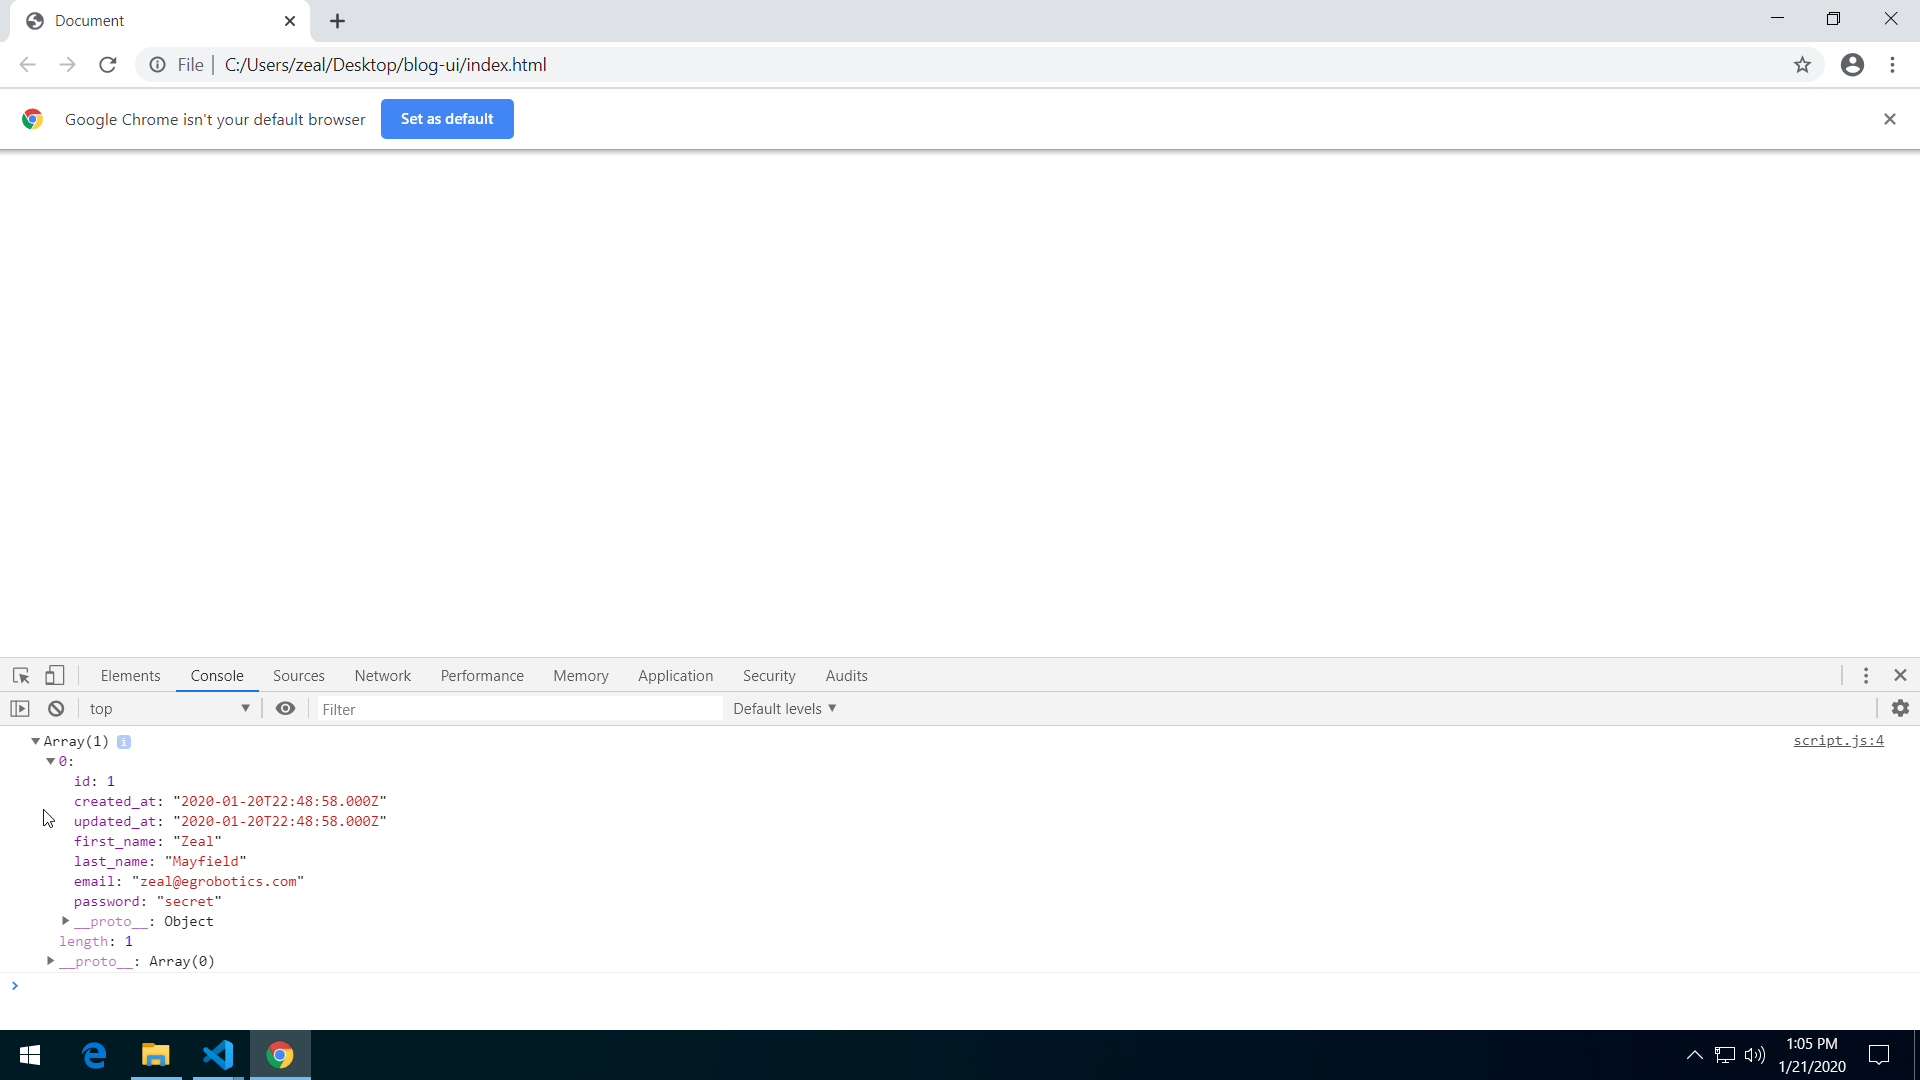 Document
File
C:/Users/zeal/Desktop/blog-ui/index.html
Google Chrome isn't your default browser
Set as default
Elements
Console
Sources
Network
Performance
Memory
Application
Security
Audits
top
Filter
Default levels
Array(1)
script.js:4
0:
id: 1
created_at: "2020-01-20T22:48:58.000Z"
updated_at: "2020-01-20T22:48:58.000Z"
first_name: "Zeal"
last_name: "Mayfield"
email: "zeal@egrobotics.com"
password: "secret"
__proto__: Object
length: 1
__proto__: Array(0)
1:05 PM
1/21/2020